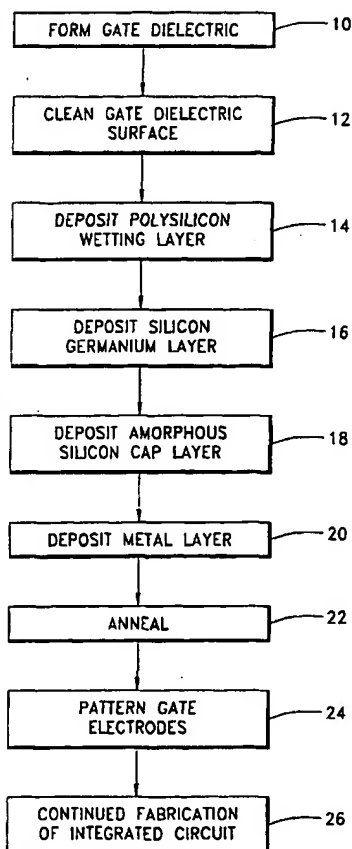 FORM GATE DIELECTRIC
10
CLEAN GATE DIELECTRIC
SURFACE
12
DEPOSIT POLYSILICON
WETTING LAYER
14
DEPOSIT SILICON
GERMANIUM LAYER
16
DEPOSIT AMORPHOUS
SILICON CAP LAYER
18
DEPOSIT METAL LAYER
20
ANNEAL
22
PATTERN GATE
ELECTRODES
24
CONTINUED FABRICATION
OF INTEGRATED CIRCUIT
26